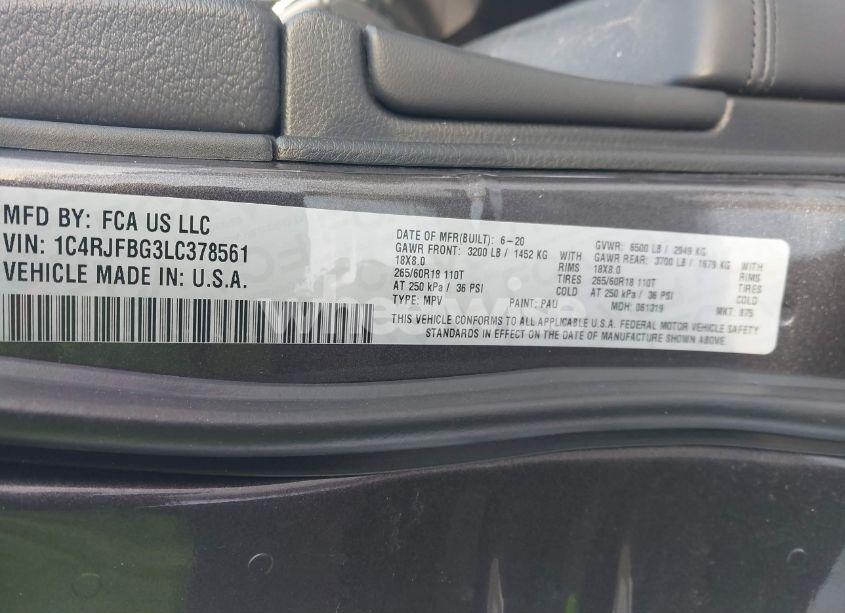 MFD BY: FCA US LLC
VIN: 1C4RJFBG3LC378561
VEHICLE MADE IN: U.S.A.
DATE OF MFR(BUILT): 6-20 GVWR: 6500 LB / 2949 KG
GAWR FRONT: 3200 LB / 1452 KG WITH GAWR REAR: 3700 LB / 1679 KG WITH
18X8.0 RIMS 18X8.0 RIMS
265/60R18 110T TIRES 265/60R18 110T TIRES
AT 250 kPa / 36 PSI COLD AT 250 kPa / 36 PSI COLD
TYPE: MPV PAINT: PAU MDH: 061319 MKT: 875
THIS VEHICLE CONFORMS TO ALL APPLICABLE U.S.A. FEDERAL MOTOR VEHICLE SAFETY
STANDARDS IN EFFECT ON THE DATE OF MANUFACTURE SHOWN ABOVE.